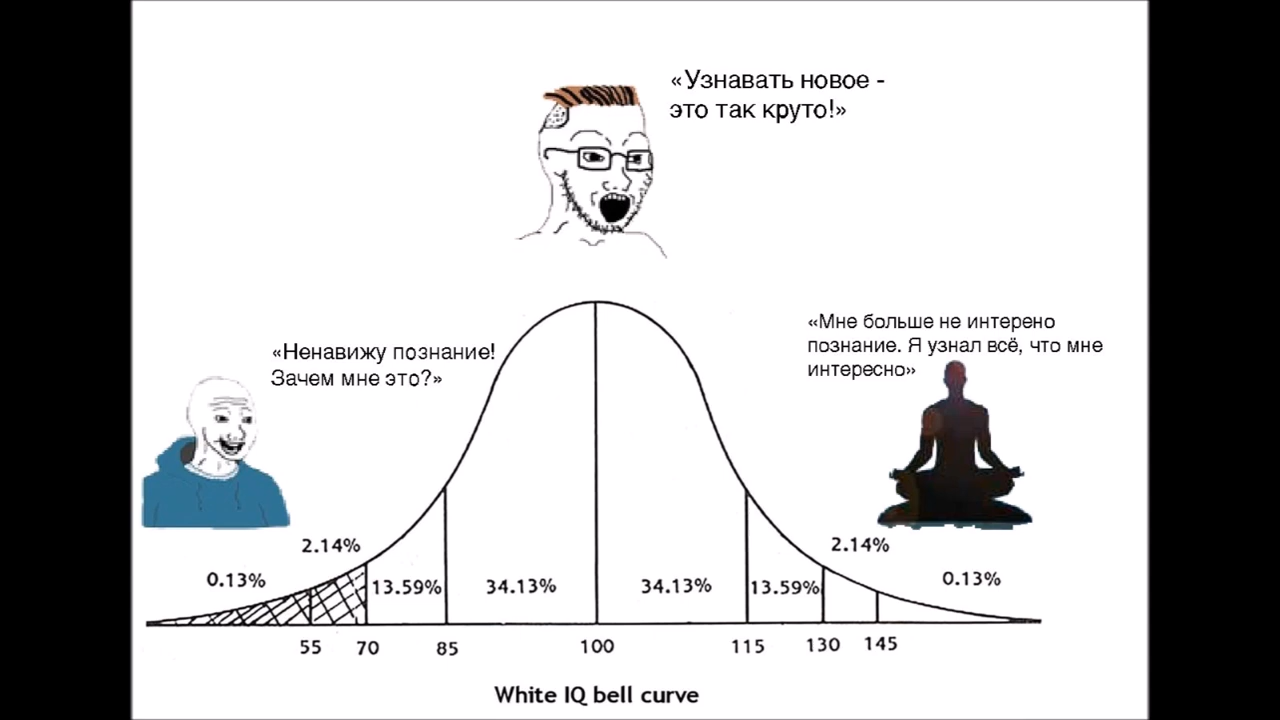 «Узнавать новое -
это так круто!»
«Мне больше не интерено
познание. Я узнал всё, что мне
интересно»
«Ненавижу познание!
Зачем мне это?»
2.14%
2.14%
0.13%
13.59%
34.13%
34.13%
13.59%
0.13%
55
70
85
100
115
130
145
White IQ bell curve